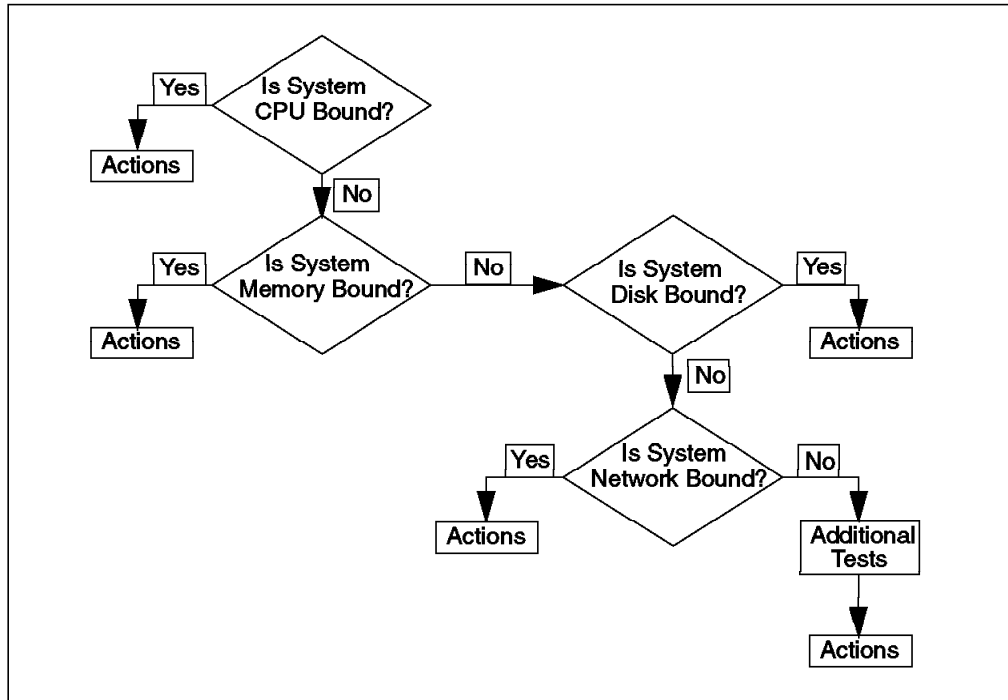 Is System
CPU Bound?
Yes
Actions
No
Is System
Memory Bound?
Yes
Actions
No
Is System
Disk Bound?
Yes
Actions
No
Is System
Network Bound?
Yes
Actions
No
Additional
Tests
Actions